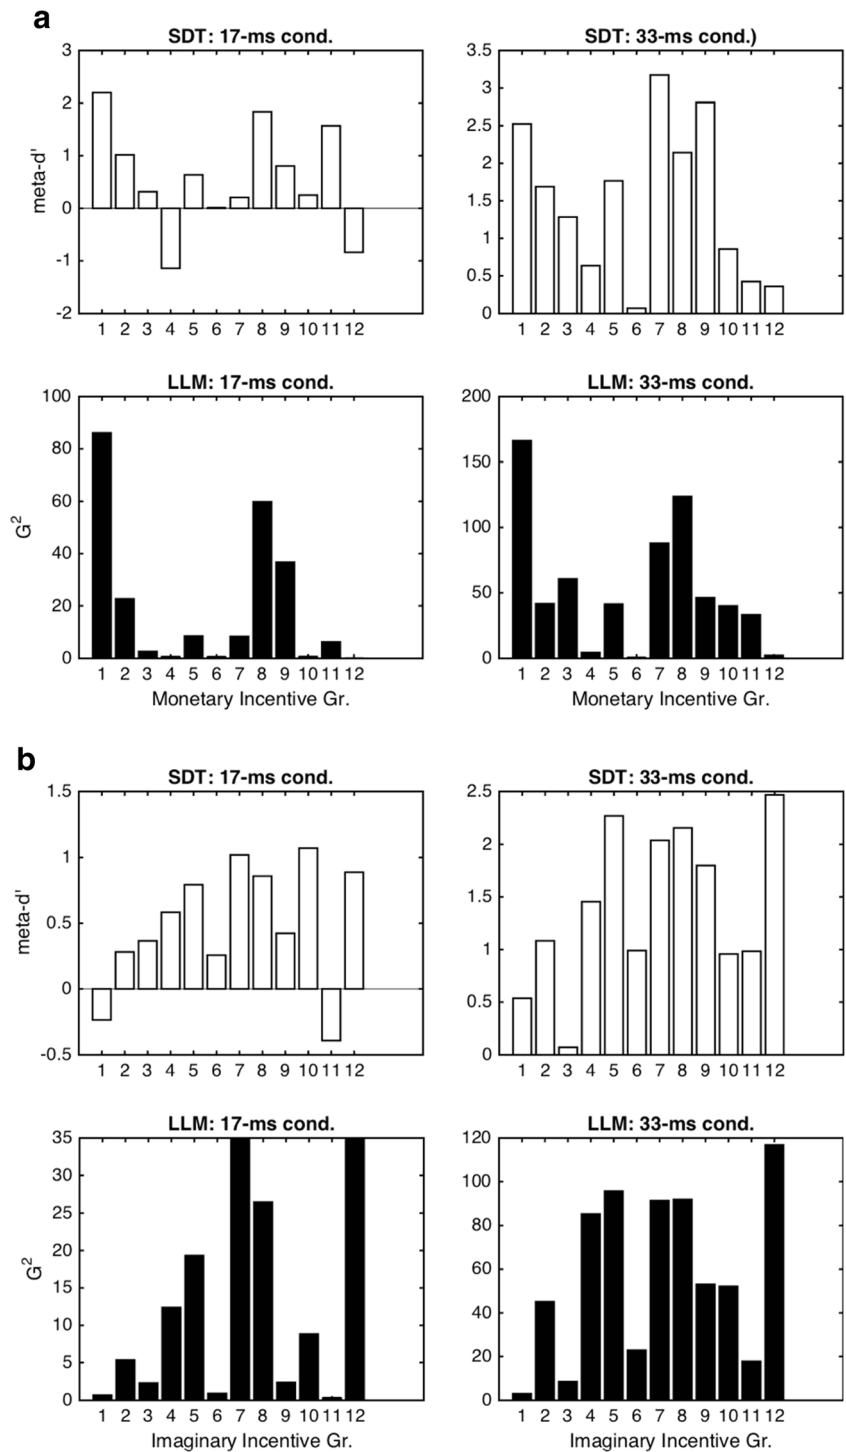 a
SDT: 17-ms cond.
SDT: 33-ms cond.)
3
2
1
0
-1
-2
meta-d'
1 2 3 4 5 6 7 8 9 10 11 12
3.5
3
2.5
2
1.5
1
0.5
0
1 2 3 4 5 6 7 8 9 10 11 12
LLM: 17-ms cond.
LLM: 33-ms cond.
100
80
60
40
20
0
G²
1 2 3 4 5 6 7 8 9 10 11 12
Monetary Incentive Gr.
200
150
100
50
0
1 2 3 4 5 6 7 8 9 10 11 12
Monetary Incentive Gr.
b
SDT: 17-ms cond.
SDT: 33-ms cond.
1.5
1
0.5
0
-0.5
meta-d'
1 2 3 4 5 6 7 8 9 10 11 12
2.5
2
1.5
1
0.5
0
1 2 3 4 5 6 7 8 9 10 11 12
LLM: 17-ms cond.
LLM: 33-ms cond.
35
30
25
20
15
10
5
0
G²
1 2 3 4 5 6 7 8 9 10 11 12
Imaginary Incentive Gr.
120
100
80
60
40
20
0
1 2 3 4 5 6 7 8 9 10 11 12
Imaginary Incentive Gr.